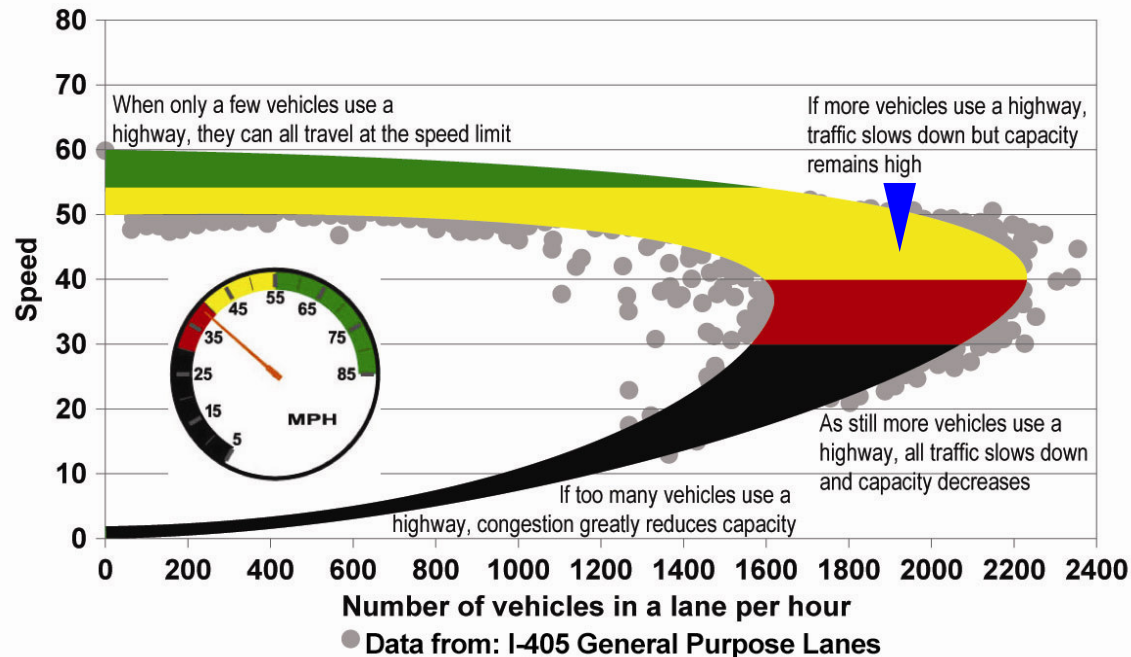 80
70
When only a few vehicles use a
highway, they can all travel at the speed limit
If more vehicles use a highway,
traffic slows down but capacity
remains high
60
50
Speed
40
30
20
10
0
5
15
25
35
45
55
65
75
85
MPH
As still more vehicles use a
highway, all traffic slows down
and capacity decreases
If too many vehicles use a
highway, congestion greatly reduces capacity
0 200 400 600 800 1000 1200 1400 1600 1800 2000 2200 2400
Number of vehicles in a lane per hour
Data from: I-405 General Purpose Lanes